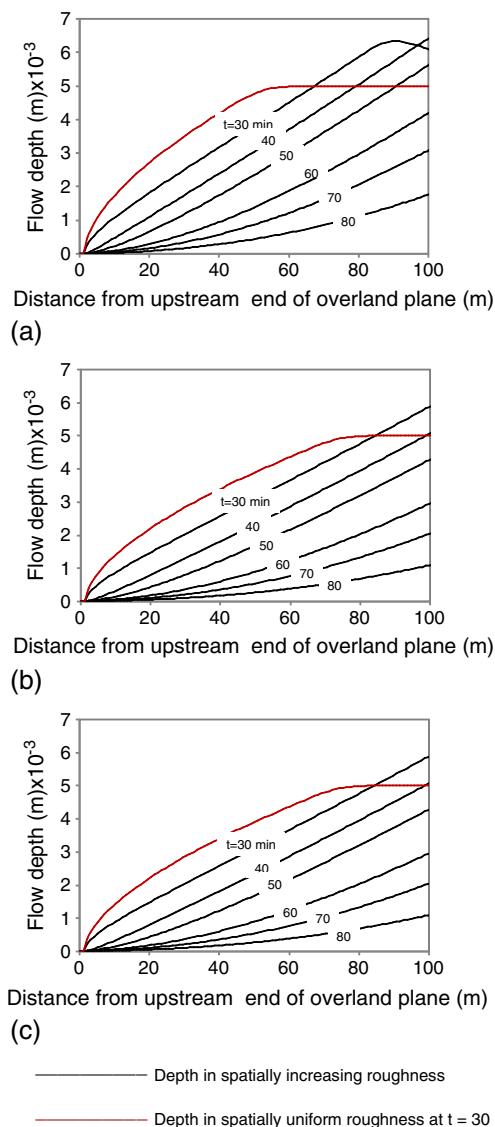 7
6
5
4
3
2
1
0
Flow depth (m)x10-3
t=30 min
40
50
60
70
80
0 20 40 60 80 100
Distance from upstream end of overland plane (m)
(a)
7
6
5
4
3
2
1
0
Flow depth (m)x10-3
t=30 min
40
50
60
70
80
0 20 40 60 80 100
Distance from upstream end of overland plane (m)
(b)
7
6
5
4
3
2
1
0
Flow depth (m)x10-3
t=30 min
40
50
60
70
80
0 20 40 60 80 100
Distance from upstream end of overland plane (m)
(c)
Depth in spatially increasing roughness
Depth in spatially uniform roughness at t = 30